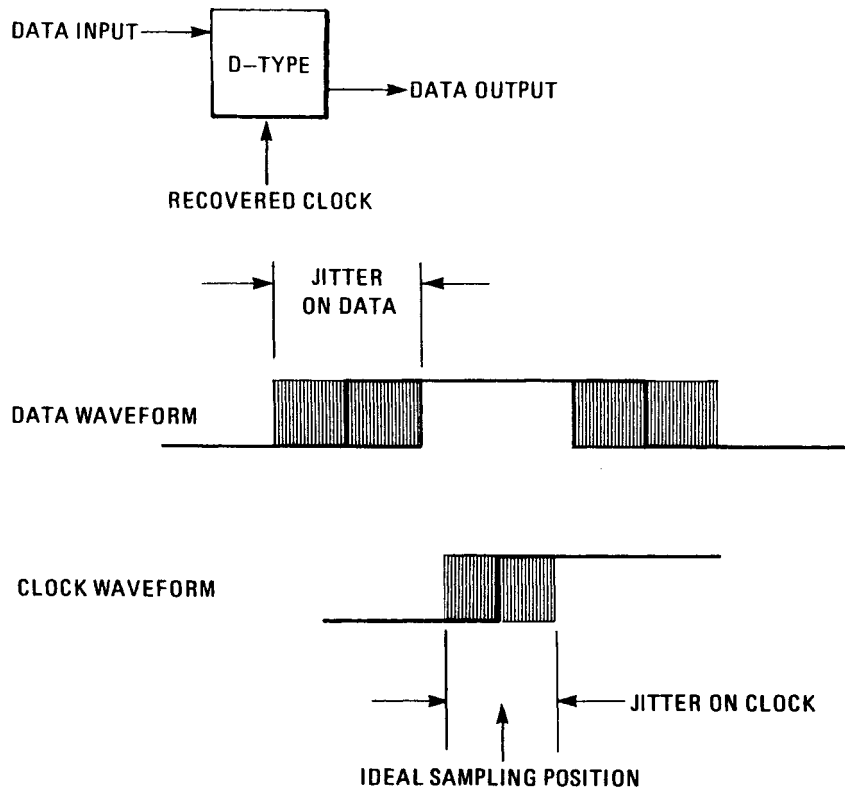 DATA INPUT
D-TYPE
DATA OUTPUT
RECOVERED CLOCK
JITTER
ON DATA
DATA WAVEFORM
CLOCK WAVEFORM
JITTER ON CLOCK
IDEAL SAMPLING POSITION